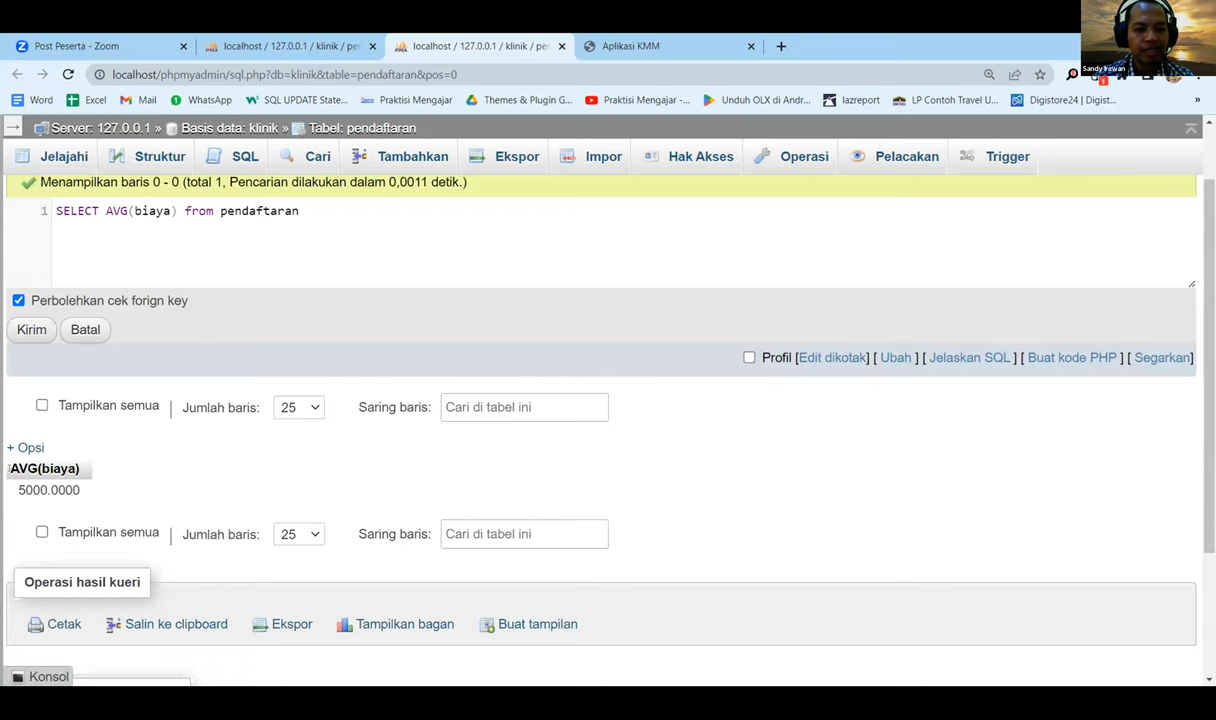 Post Peserta - Zoom
localhost / 127.0.0.1 / klinik / pe
localhost / 127.0.0.1 / klinik / pe
Aplikasi KMM
Sandy Irawan
localhost/phpmyadmin/sql.php?db=klinik&table=pendaftaran&pos=0
Word Excel Mail WhatsApp SQL UPDATE State... Praktisi Mengajar Themes & Plugin G... Praktisi Mengajar -... Unduh OLX di An... lazreport LP Contoh Travel U... Digistore24 | Digist... »
Server: 127.0.0.1 » Basis data: klinik » Tabel: pendaftaran
Jelajahi Struktur SQL Cari Tambahkan Ekspor Impor Hak Akses Operasi Pelacakan Trigger
Menampilkan baris 0 - 0 (total 1, Pencarian dilakukan dalam 0,0011 detik.)
1 SELECT AVG(biaya) from pendaftaran
Perbolehkan cek forign key
Kirim Batal
Profil [Edit dikotak] [ Ubah ] [ Jelaskan SQL ] [ Buat kode PHP ] [ Segarkan]
Tampilkan semua | Jumlah baris: 25 Saring baris: Cari di tabel ini
+ Opsi
AVG(biaya)
5000.0000
Tampilkan semua | Jumlah baris: 25 Saring baris: Cari di tabel ini
Operasi hasil kueri
Cetak Salin ke clipboard Ekspor Tampilkan bagan Buat tampilan
Konsol